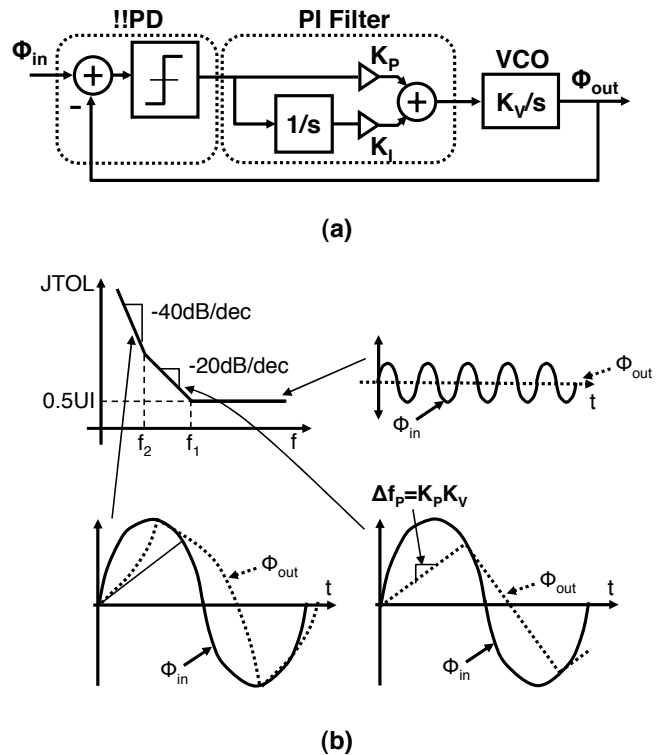 !!PD
PI Filter
Φin
+
-
KP
1/s
KI
+
VCO
KV/s
Φout
(a)
JTOL
-40dB/dec
-20dB/dec
0.5UI
f2
f1
f
Φout
t
Φin
ΔfP=KPKV
t
Φout
Φin
t
Φout
Φin
(b)